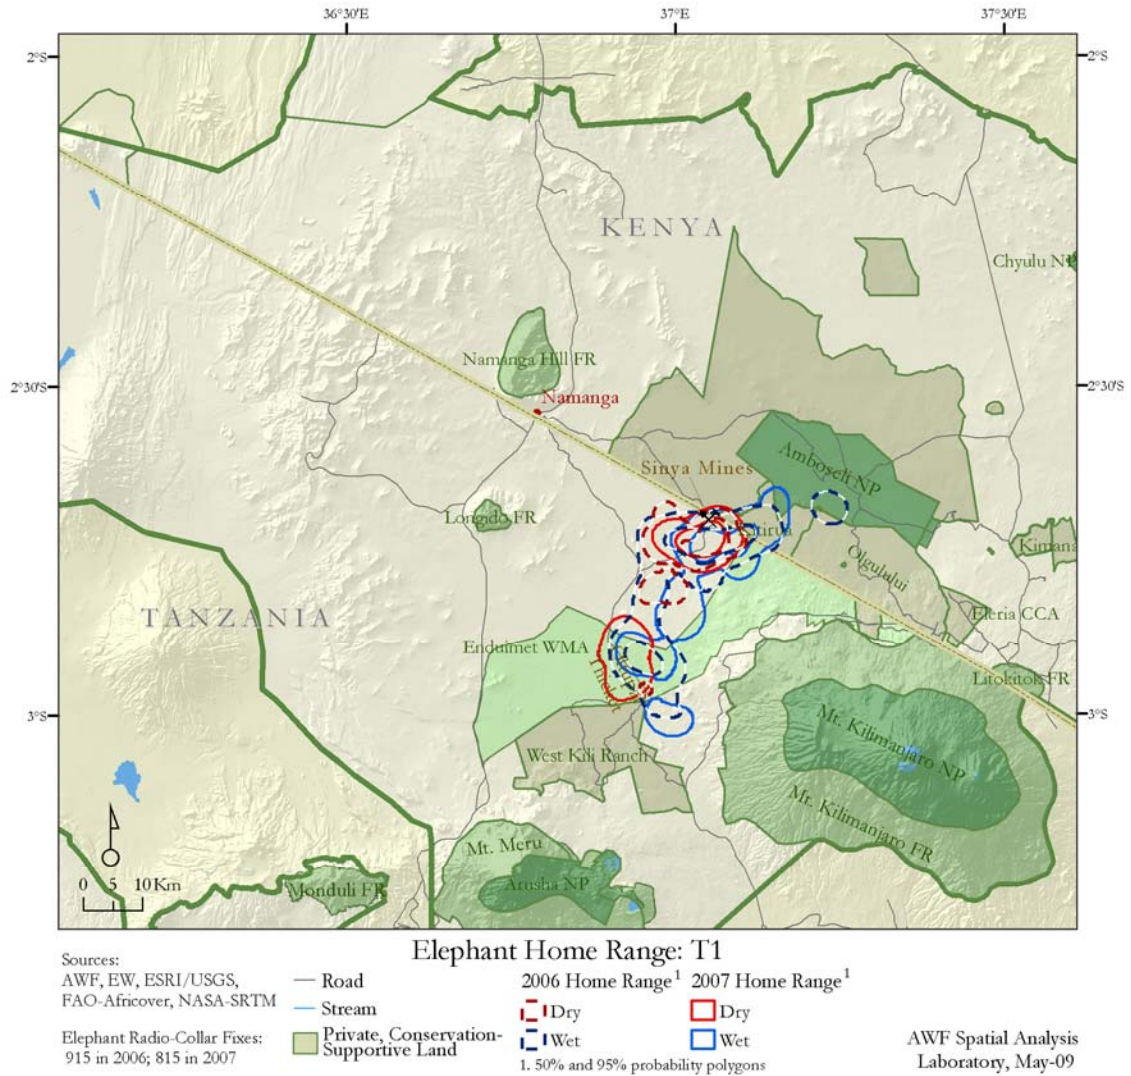 36°30'E
37°E
37°30'E
2°S
2°S
KENYA
Chyulu NP
Namanga Hill FR
2°30'S
2°30'S
Namanga
Amboseli NP
Sinya Mines
Longido FR
Kitirua
Kimana
Olgulului
TANZANIA
Eleria CCA
Enduimet WMA
Litokitok FR
3°S
3°S
Mt. Kilimanjaro NP
West Kili Ranch
Mt. Kilimanjaro FR
Mt. Meru
0 5 10Km
Monduli FR
Arusha NP
Elephant Home Range: T1
Sources:
AWF, EW, ESRI/USGS,
FAO-Africover, NASA-SRTM
Elephant Radio-Collar Fixes:
915 in 2006; 815 in 2007
Road
Stream
Private, Conservation-
Supportive Land
2006 Home Range1
Dry
Wet
2007 Home Range1
Dry
Wet
1. 50% and 95% probability polygons
AWF Spatial Analysis
Laboratory, May-09